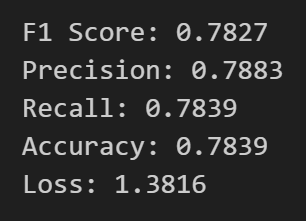 F1 Score: 0.7827
Precision: 0.7883
Recall: 0.7839
Accuracy: 0.7839
Loss: 1.3816